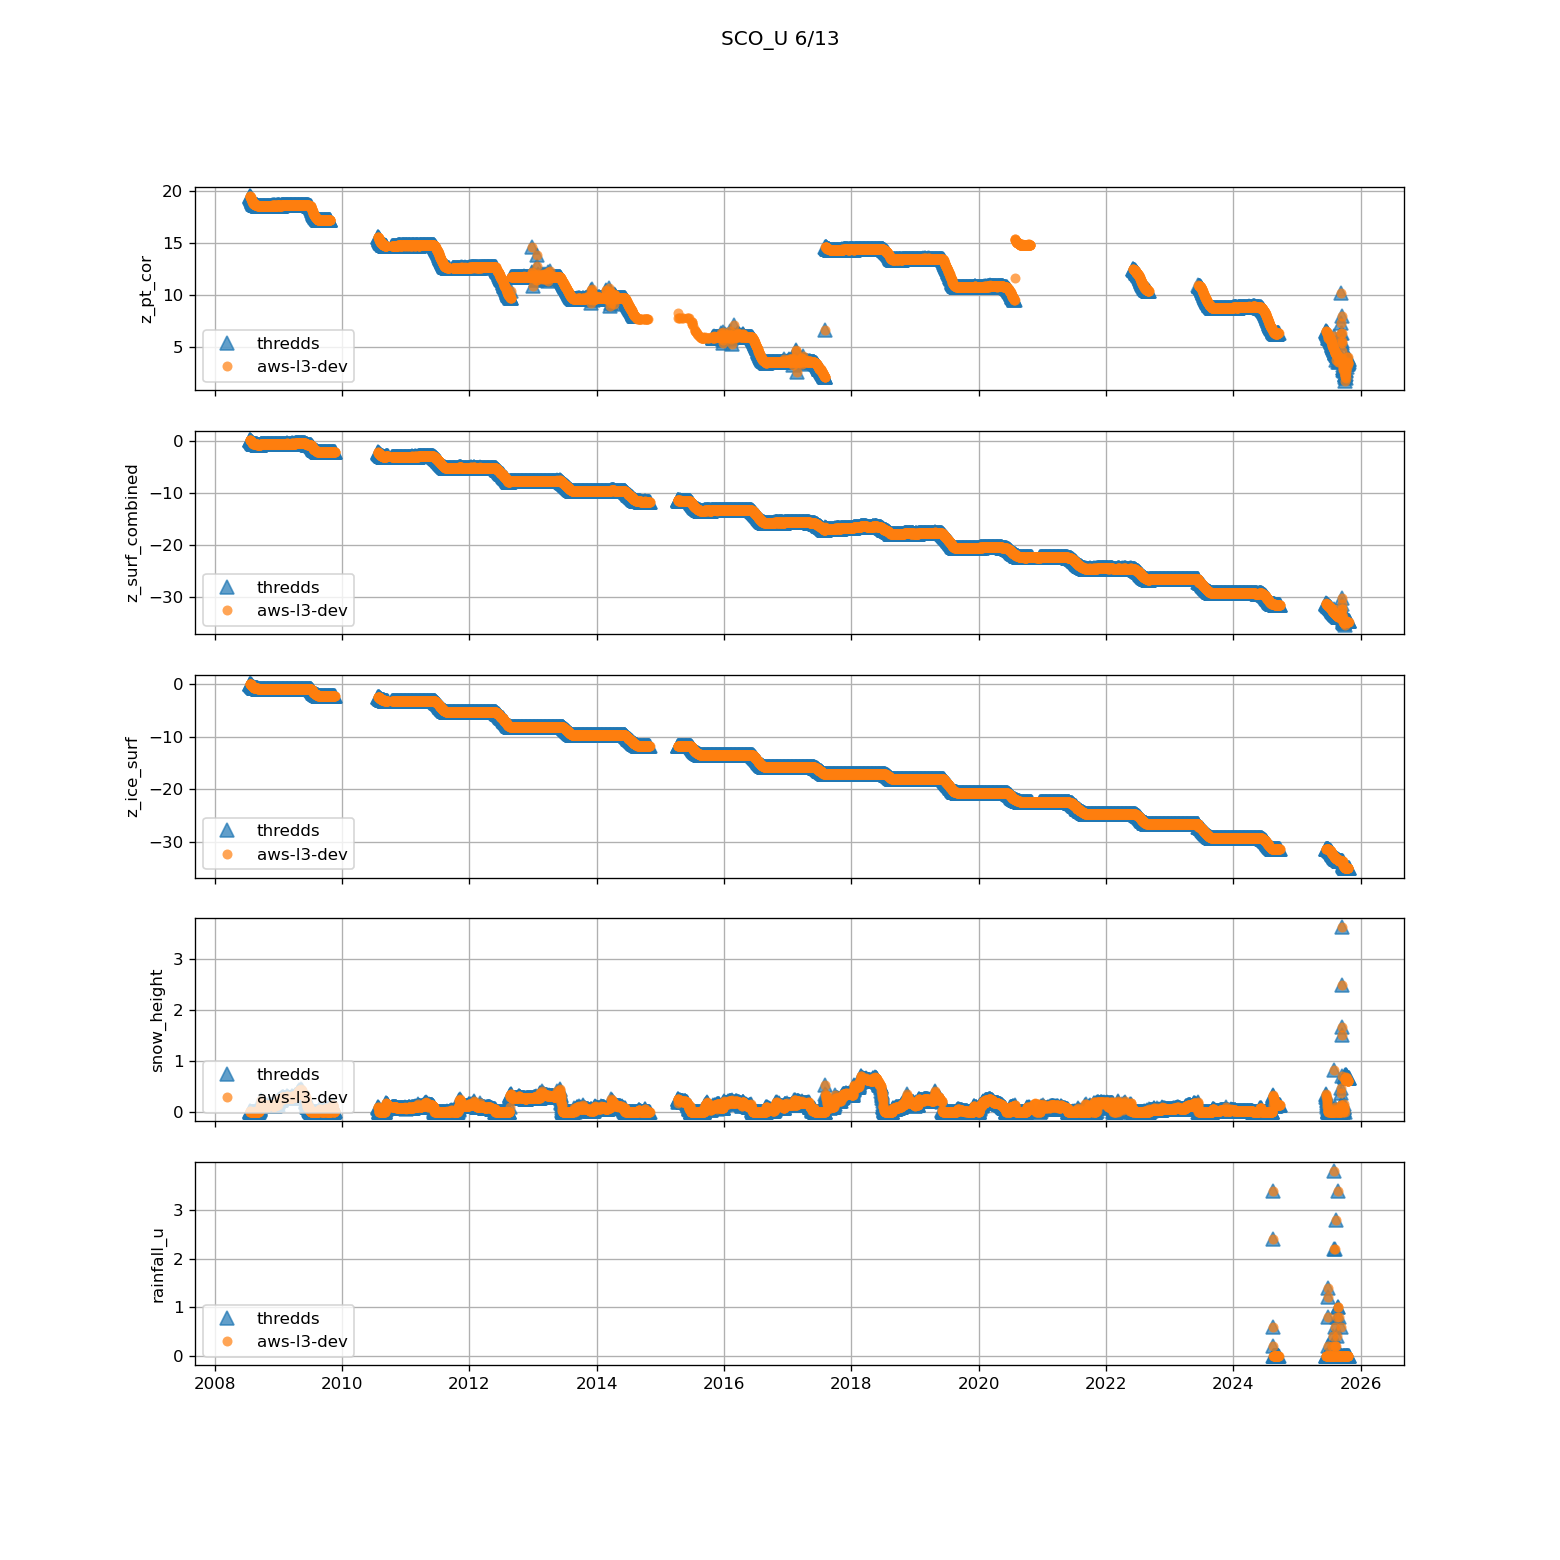 SCO_U 6/13
z_pt_cor
20
15
10
5
thredds
aws-l3-dev
z_surf_combined
0
−10
−20
−30
thredds
aws-l3-dev
z_ice_surf
0
−10
−20
−30
thredds
aws-l3-dev
snow_height
3
2
1
0
thredds
aws-l3-dev
rainfall_u
3
2
1
0
thredds
aws-l3-dev
2008 2010 2012 2014 2016 2018 2020 2022 2024 2026